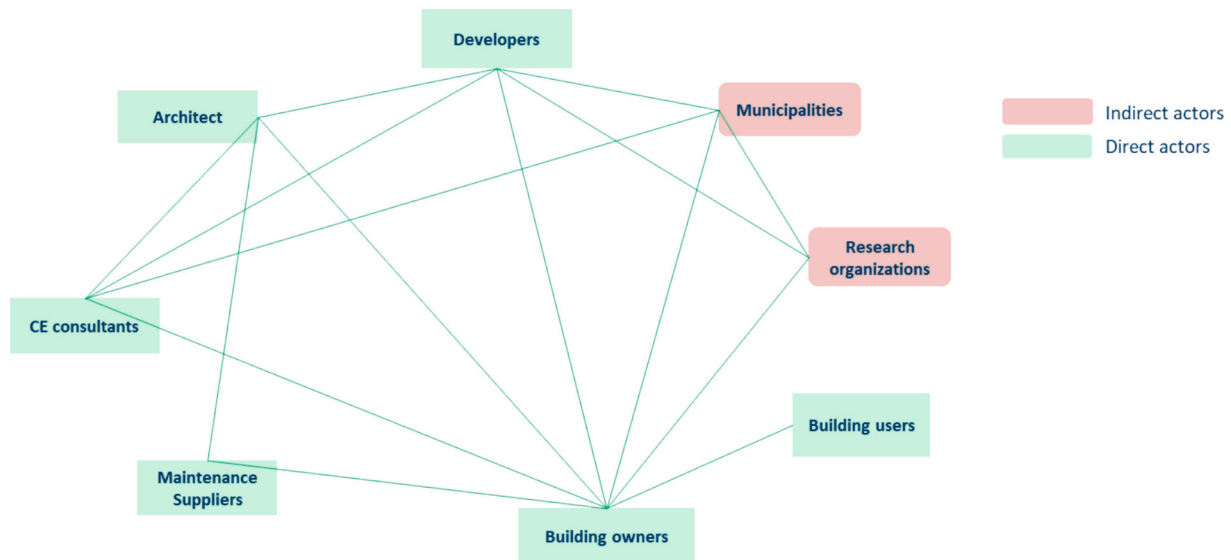 Developers
Architect
Municipalities
Indirect actors
Direct actors
Research
organizations
CE consultants
Building users
Maintenance
Suppliers
Building owners